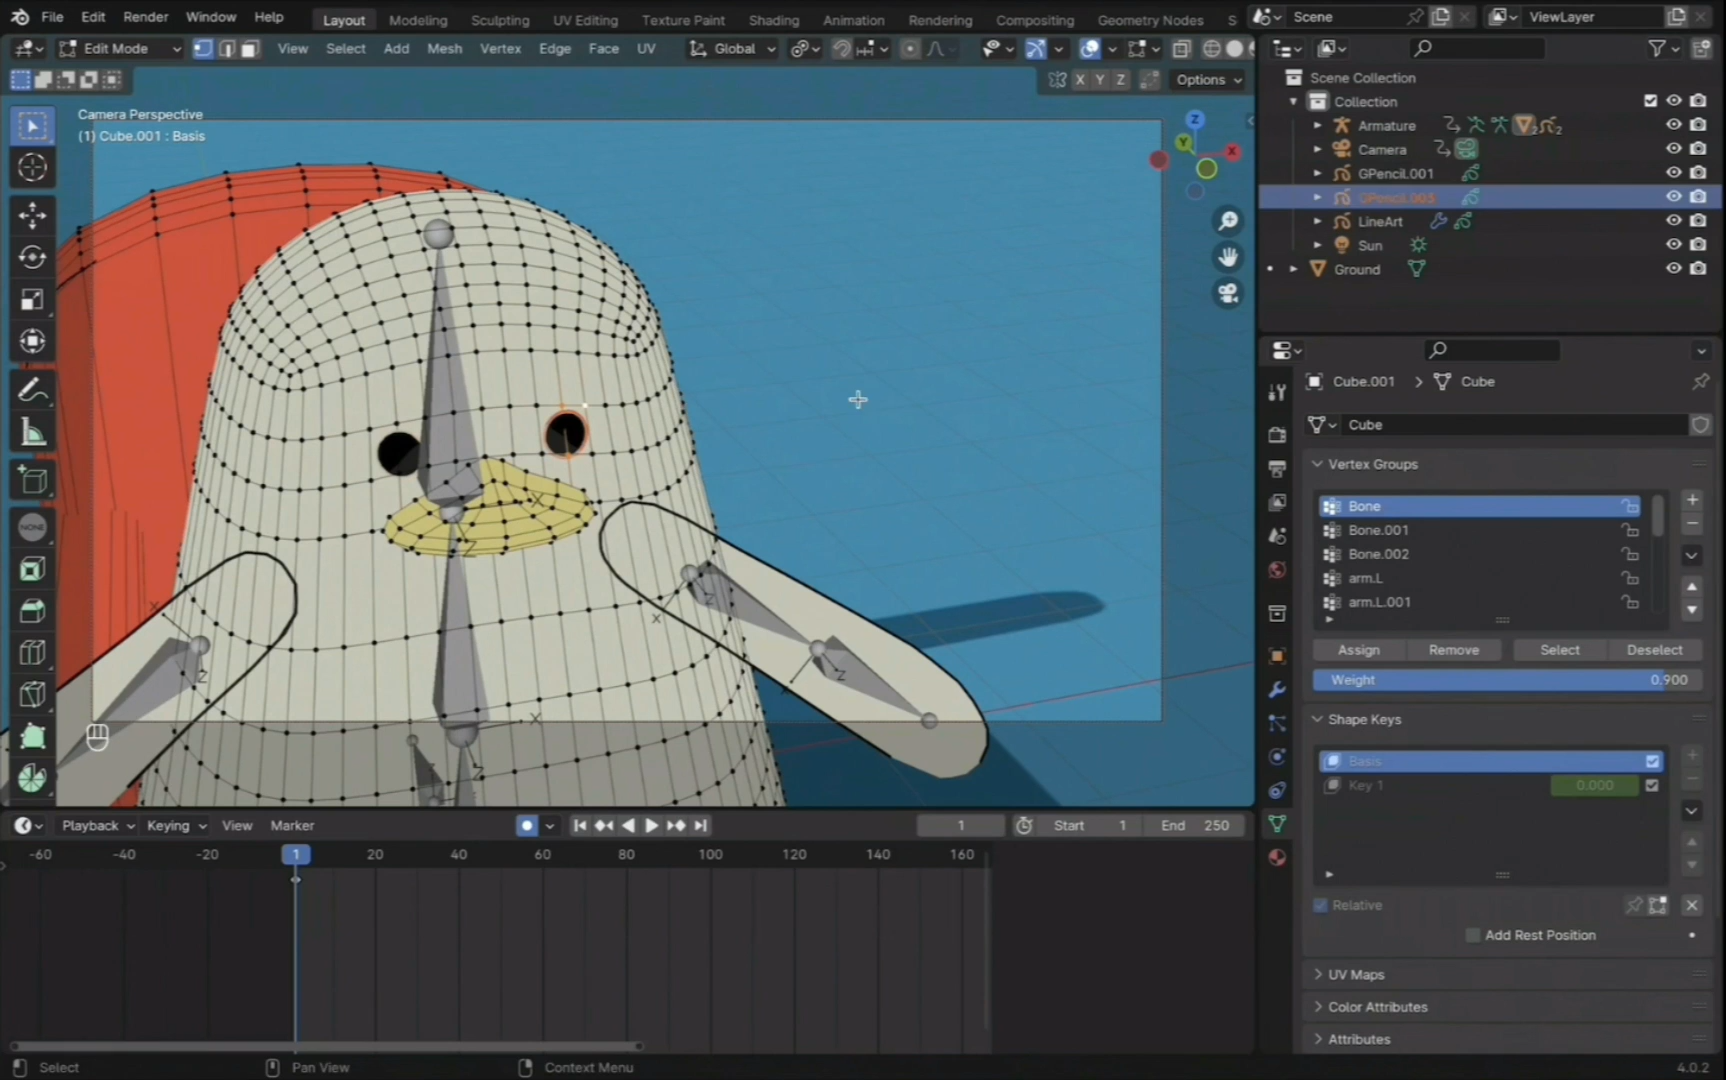 File Edit Render Window Help Layout Modeling Sculpting UV Editing Texture Paint Shading Animation Rendering Compositing Geometry Nodes S Scene ViewLayer
Edit Mode View Select Add Mesh Vertex Edge Face UV Global
X Y Z Options
Camera Perspective
(1) Cube.001 : Basis
Z
Y
X
Scene Collection
Collection
Armature 2 2
Camera
GPencil.001
GPencil.003
LineArt
Sun
Ground
NONE
X
Z
X
Z
X
Z
X
Z
X
Z
Cube.001 > Cube
Cube
Vertex Groups
Bone
Bone.001
Bone.002
arm.L
arm.L.001
Assign Remove Select Deselect
Weight 0.900
Shape Keys
Basis
Key 1 0.000
Relative
Add Rest Position
UV Maps
Color Attributes
Attributes
Playback Keying View Marker 1 Start 1 End 250
-60 -40 -20 1 20 40 60 80 100 120 140 160
Select Pan View Context Menu 4.0.2